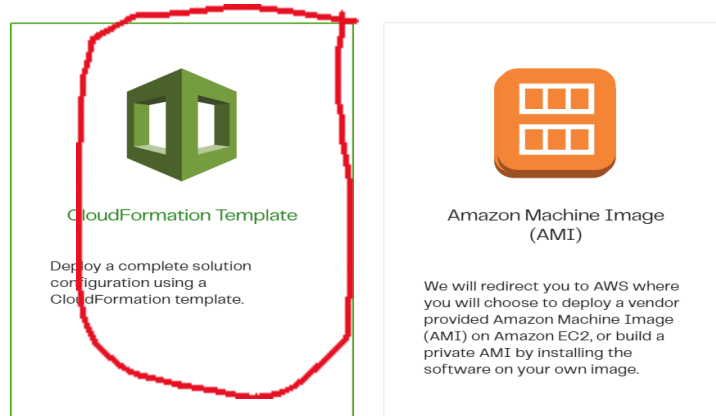 CloudFormation Template
Deploy a complete solution
configuration using a
CloudFormation template.
Amazon Machine Image
(AMI)
We will redirect you to AWS where
you will choose to deploy a vendor
provided Amazon Machine Image
(AMI) on Amazon EC2, or build a
private AMI by installing the
software on your own image.